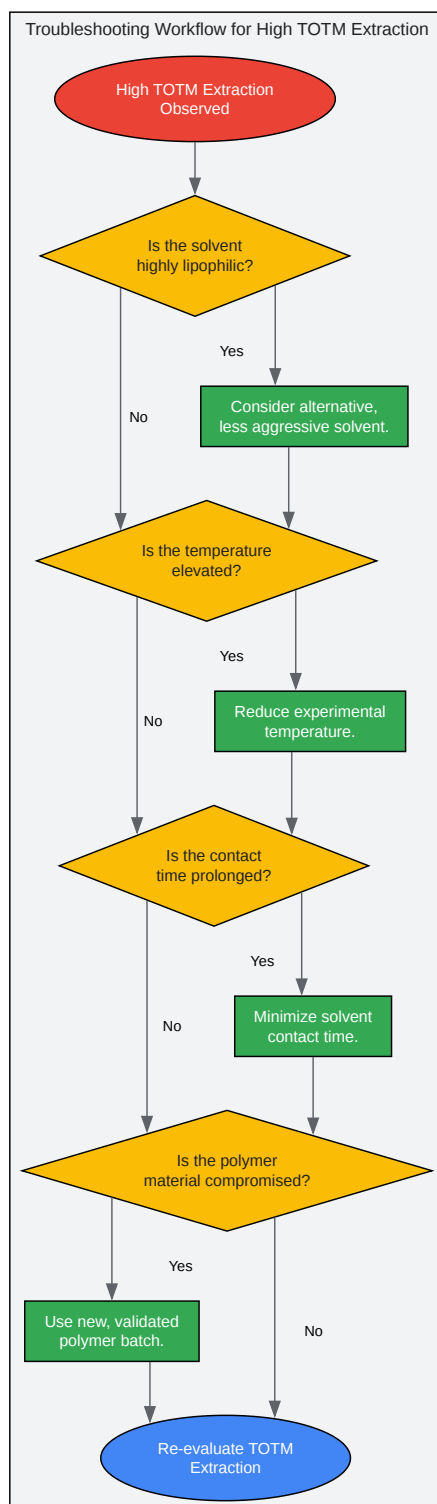 Troubleshooting Workflow for High TOTM Extraction
High TOTM Extraction
Observed
Is the solvent
highly lipophilic?
Yes
No
Consider alternative,
less aggressive solvent.
Is the temperature
elevated?
Yes
No
Reduce experimental
temperature.
Is the contact
time prolonged?
Yes
No
Minimize solvent
contact time.
Is the polymer
material compromised?
Yes
No
Use new, validated
polymer batch.
Re-evaluate TOTM
Extraction